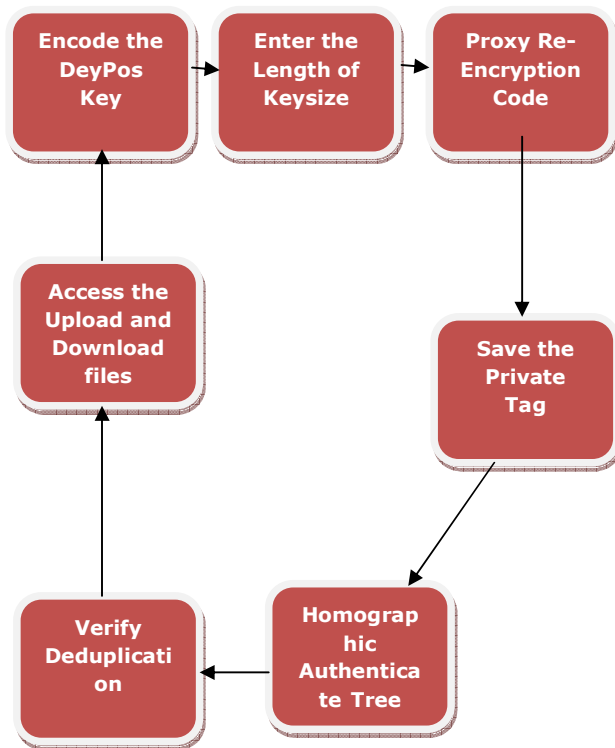 Encode the
DeyPos
Key
Enter the
Length of
Keysize
Proxy Re-
Encryption
Code
Save the
Private
Tag
Homograp
hic
Authentica
te Tree
Verify
Deduplicati
on
Access the
Upload and
Download
files